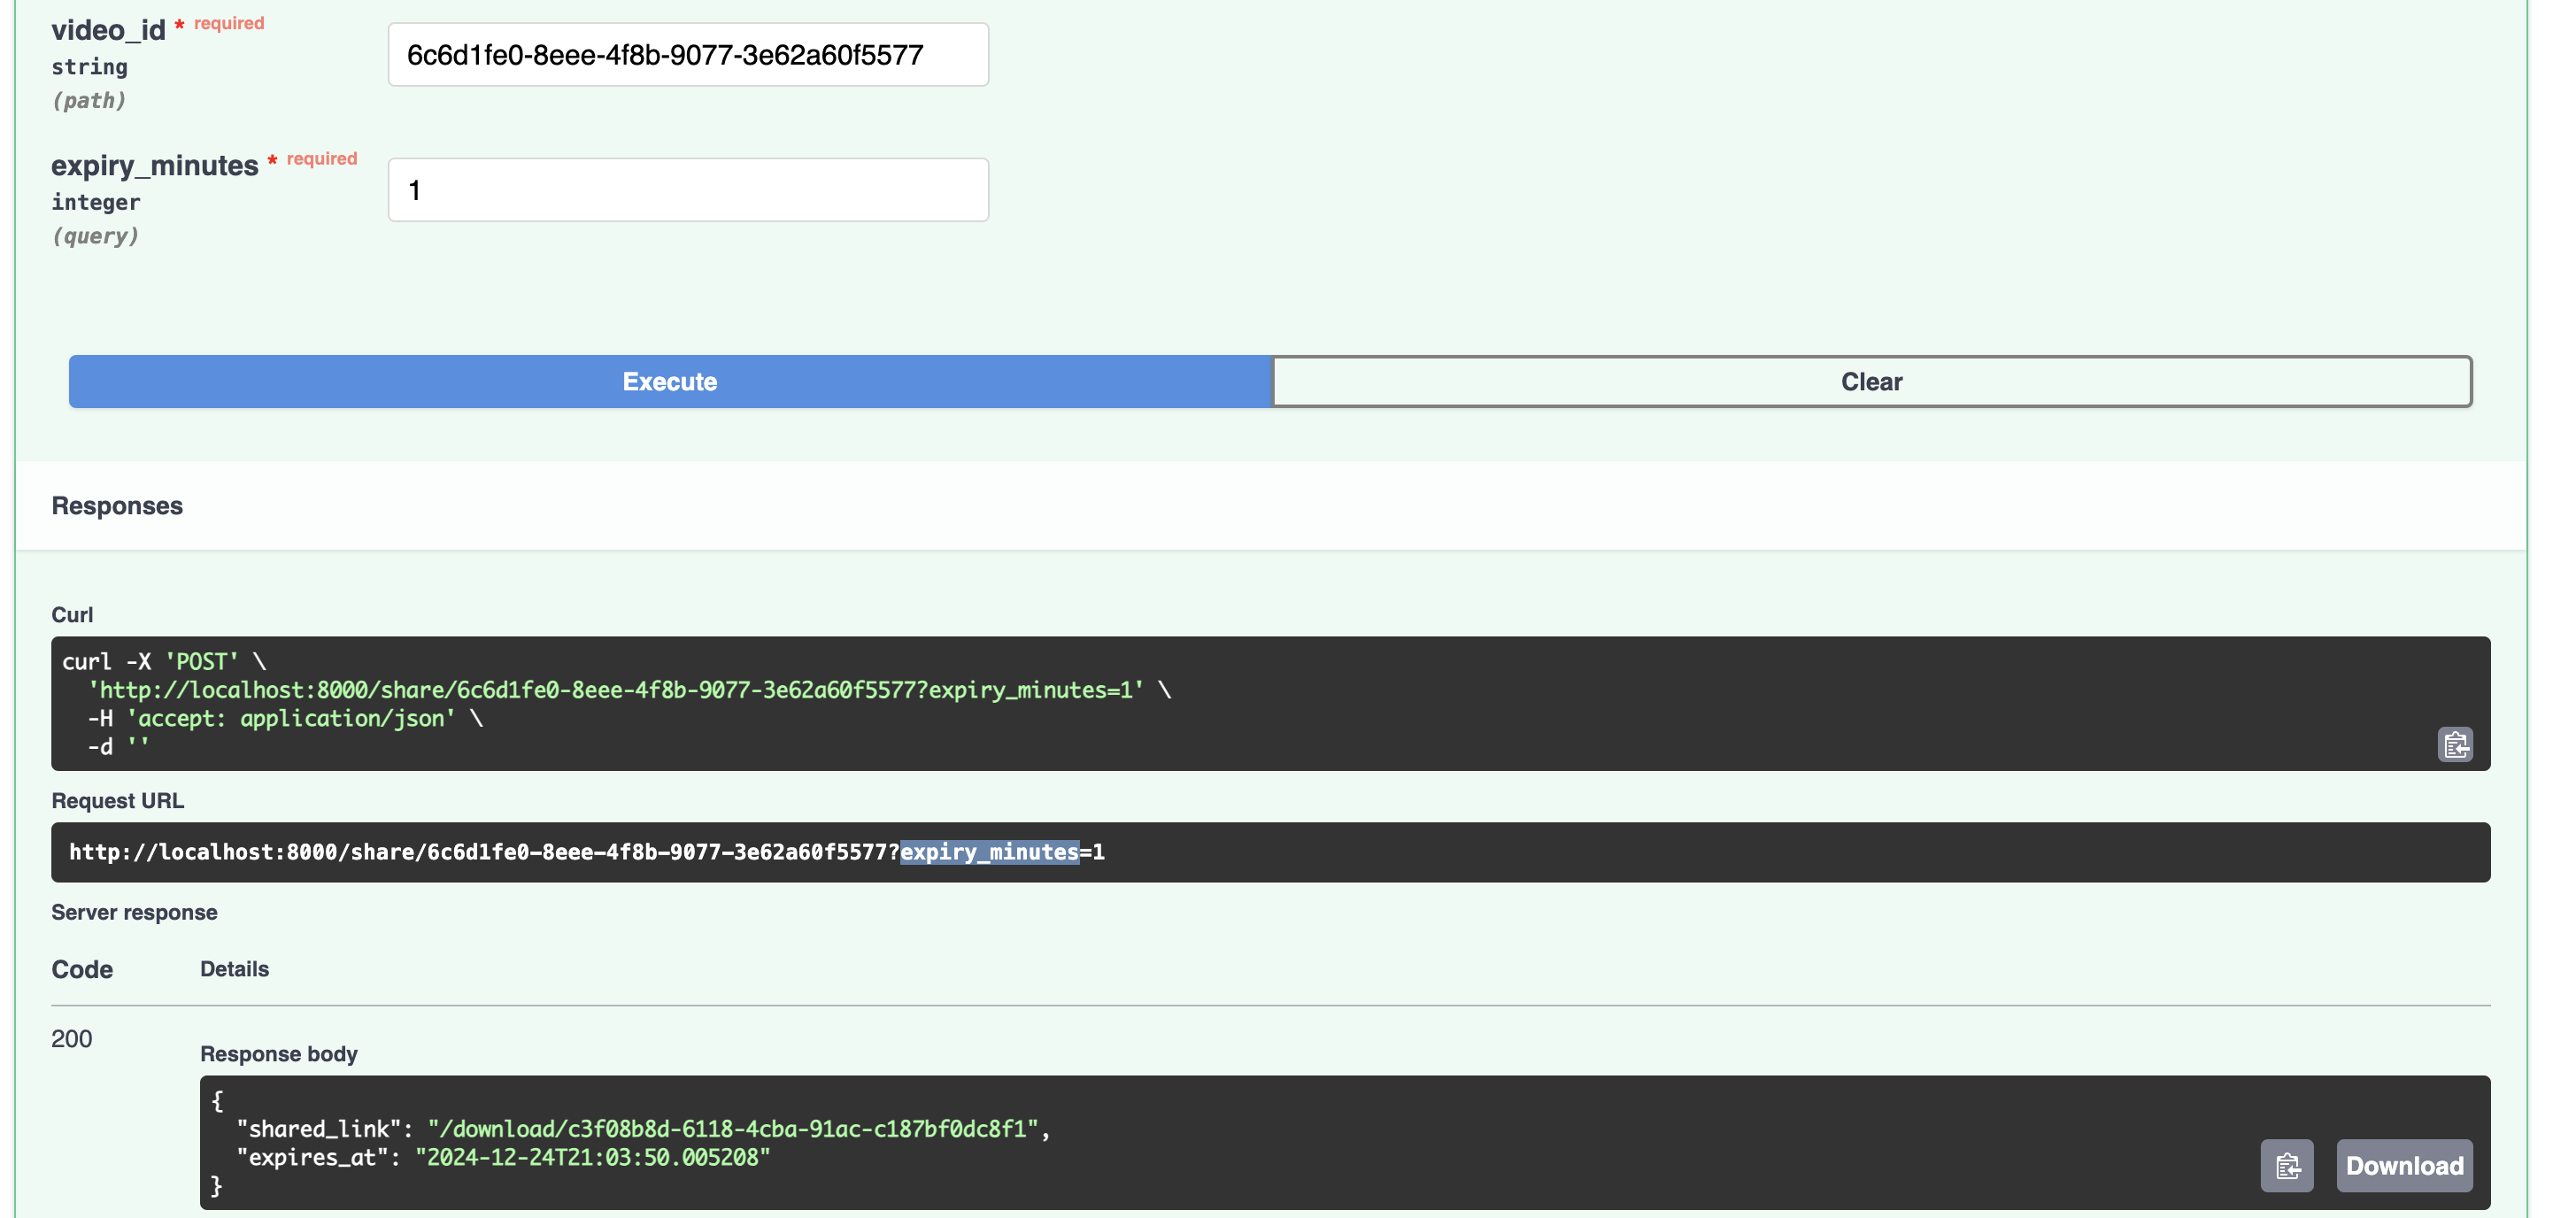 video_id * required
string
(path)
6c6d1fe0-8eee-4f8b-9077-3e62a60f5577
expiry_minutes * required
integer
(query)
1
Execute
Clear
Responses
Curl
curl -X 'POST' \
'http://localhost:8000/share/6c6d1fe0-8eee-4f8b-9077-3e62a60f5577?expiry_minutes=1' \
-H 'accept: application/json' \
-d ''
Request URL
http://localhost:8000/share/6c6d1fe0-8eee-4f8b-9077-3e62a60f5577?expiry_minutes=1
Server response
Code Details
200
Response body
{
"shared_link": "/download/c3f08b8d-6118-4cba-91ac-c187bf0dc8f1",
"expires_at": "2024-12-24T21:03:50.005208"
}
Download